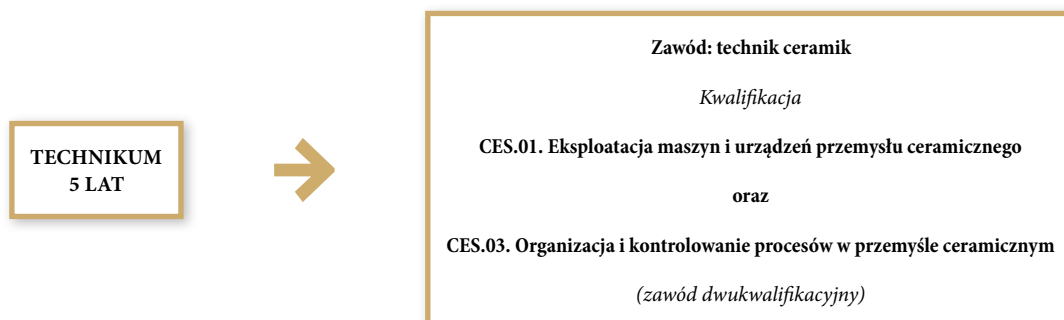 TECHNIKUM
5 LAT
Zawód: technik ceramik
Kwalifikacja
CES.01. Eksploatacja maszyn i urządzeń przemysłu ceramicznego
oraz
CES.03. Organizacja i kontrolowanie procesów w przemyśle ceramicznym
(zawód dwukwalifikacyjny)